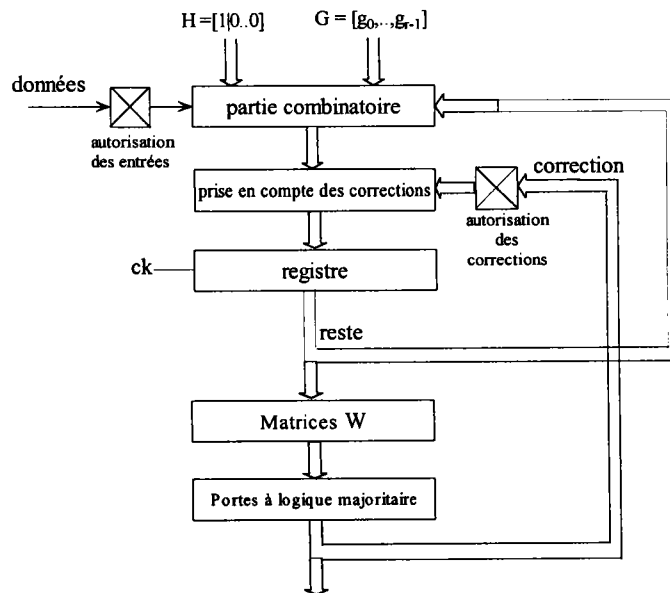 H = [1|0..0]
G = [g0,..,gr-1]
données
partie combinatoire
autorisation
des entrées
correction
prise en compte des corrections
autorisation
des
corrections
ck
registre
reste
Matrices W
Portes à logique majoritaire